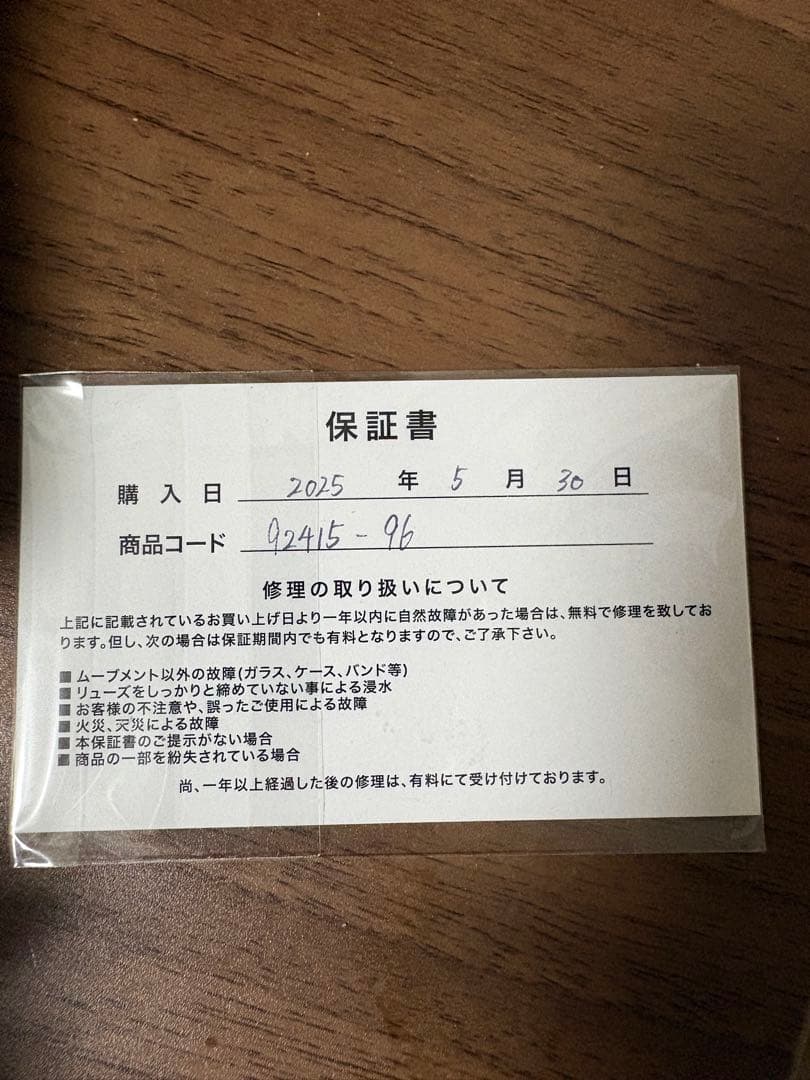 保証書
購入日 2025 年 5 月 30 日
商品コード 92415-96
修理の取り扱いについて
上記に記載されているお買い上げ日より一年以内に自然故障があった場合は、無料で修理を致してお
ります。但し、次の場合は保証期間内でも有料となりますので、ご了承下さい。
■ ムーブメント以外の故障(ガラス、ケース、バンド等)
■ リューズをしっかりと締めていない事による浸水
■ お客様の不注意や、誤ったご使用による故障
■ 火災、天災による故障
■ 本保証書のご提示がない場合
■ 商品の一部を紛失されている場合
尚、一年以上経過した後の修理は、有料にて受け付けております。